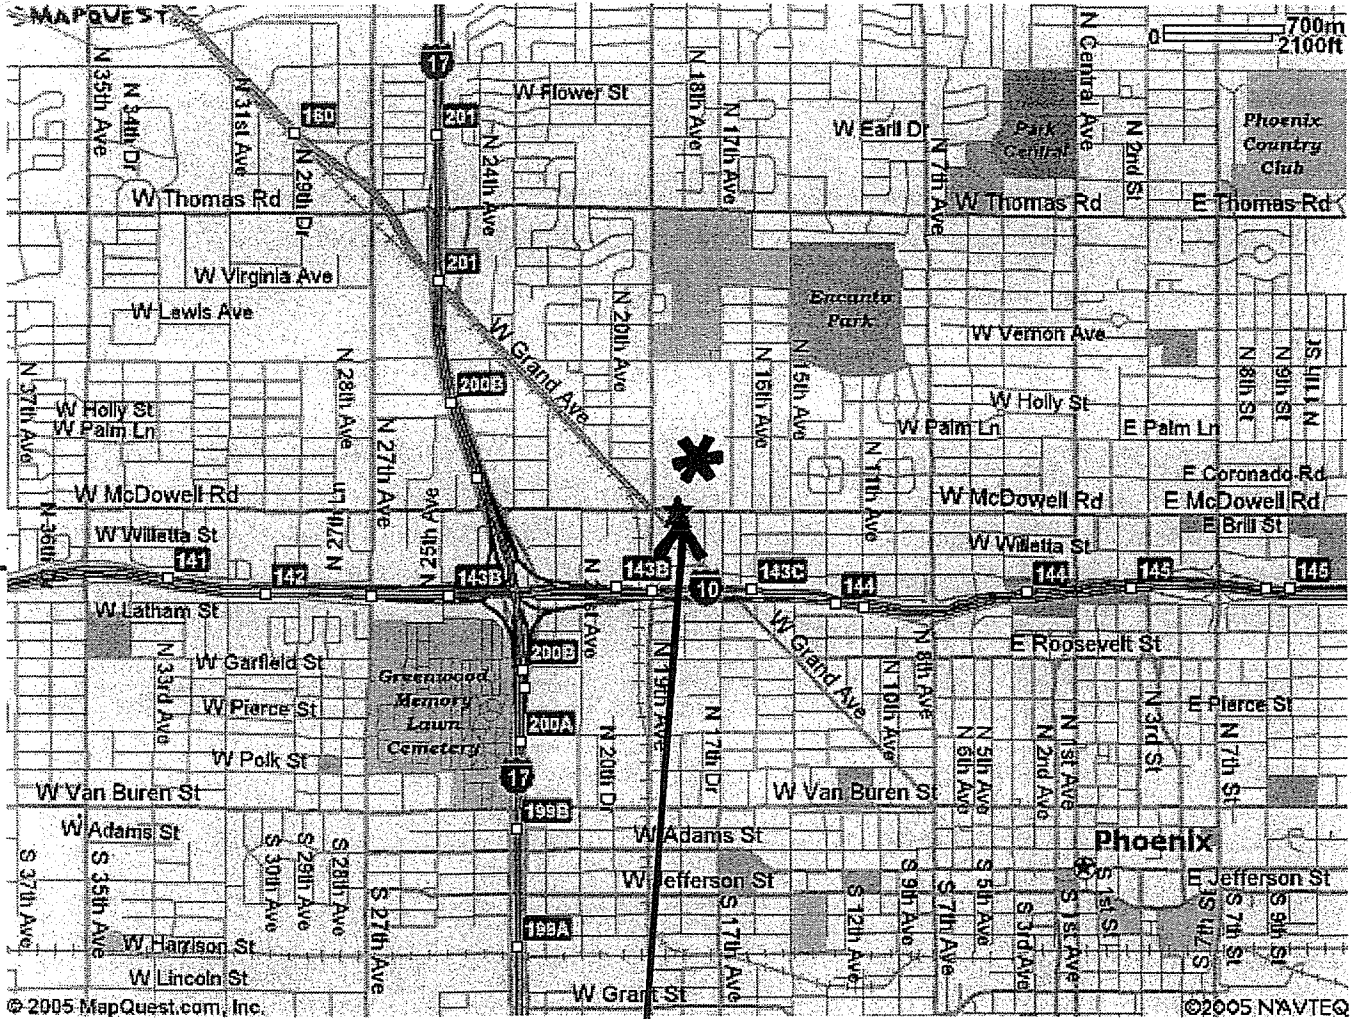 MAPQUEST
700m
0
2100ft
17
N Central Ave
N 35th Ave
N 34th Dr
N 31st Ave
160
201
W Flower St
N 18th Ave
N 17th Ave
W Earll Dr
Park
Central
N 2nd St
Phoenix
Country
Club
N 29th Dr
N 24th Ave
N 7th Ave
W Thomas Rd
W Thomas Rd
E Thomas Rd
W Virginia Ave
201
W Lewis Ave
N 20th Ave
Encanto
Park
W Vernon Ave
W Grand Ave
N 37th Ave
N 28th Ave
200B
N 16th Ave
N 15th Ave
N 8th St
N 9th St
N 11th St
W Holly St
W Palm Ln
W Holly St
W Palm Ln
E Palm Ln
N 27th Ave
N 11th Ave
E Coronado Rd
W McDowell Rd
W McDowell Rd
E McDowell Rd
N 25th Ave
N 27th Ln
E Brill St
W Willetta St
W Willetta St
141
142
143B
143B
10
143C
144
144
145
145
W Latham St
N 21st Ave
W Grand Ave
N 8th Ave
E Roosevelt St
200B
N 33rd Ave
W Garfield St
Greenwood
Memory
Lawn
Cemetery
N 19th Ave
N 10th Ave
W Pierce St
E Pierce St
200A
N 17th Dr
N 20th Dr
N 6th Ave
N 5th Ave
N 2nd Ave
N 1st Ave
N 3rd St
N 7th St
W Polk St
17
W Van Buren St
W Van Buren St
199B
W Adams St
W Adams St
Phoenix
S 37th Ave
S 35th Ave
S 30th Ave
S 29th Ave
S 28th Ave
S 27th Ave
W Jefferson St
E Jefferson St
S 17th Ave
S 12th Ave
S 9th Ave
S 7th Ave
S 5th Ave
S 3rd Ave
S 1st Ave
S 1st St
S 4th St
S 7th St
S 9th St
199A
W Harrison St
W Lincoln St
W Grant St
© 2005 MapQuest.com, Inc.
©2005 NAVTEQ